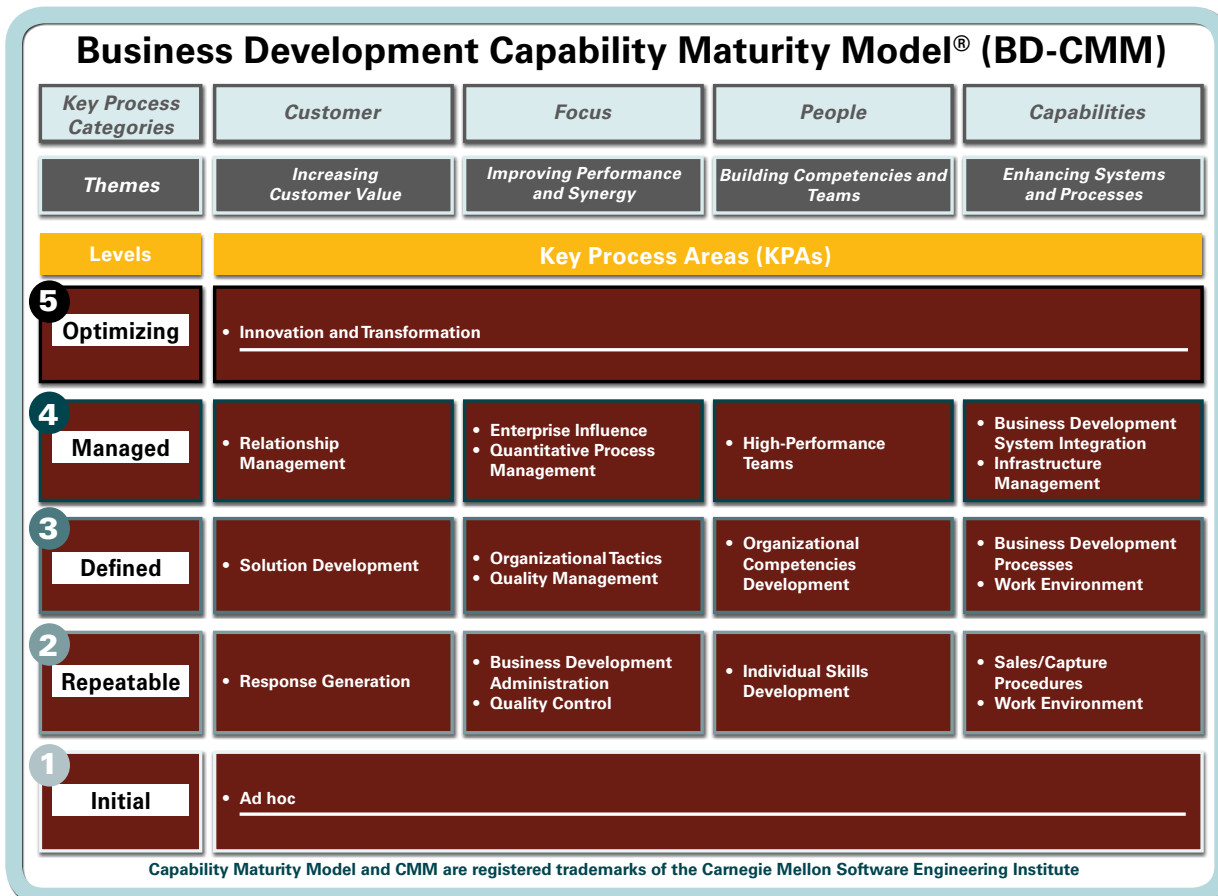 Business Development Capability Maturity Model® (BD-CMM)
Key Process
Categories
Customer
Focus
People
Capabilities
Themes
Increasing
Customer Value
Improving Performance
and Synergy
Building Competencies and
Teams
Enhancing Systems
and Processes
Levels
Key Process Areas (KPAs)
5
Optimizing
• Innovation and Transformation
4
Managed
• Relationship
Management
• Enterprise Influence
• Quantitative Process
Management
• High-Performance
Teams
• Business Development
System Integration
• Infrastructure
Management
3
Defined
• Solution Development
• Organizational Tactics
• Quality Management
• Organizational
Competencies
Development
• Business Development
Processes
• Work Environment
2
Repeatable
• Response Generation
• Business Development
Administration
• Quality Control
• Individual Skills
Development
• Sales/Capture
Procedures
• Work Environment
1
Initial
• Ad hoc
Capability Maturity Model and CMM are registered trademarks of the Carnegie Mellon Software Engineering Institute